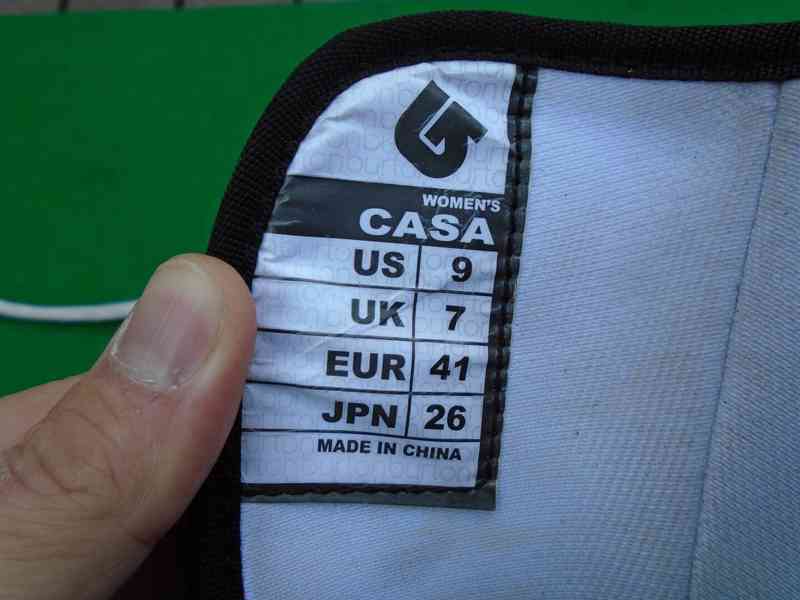 WOMEN'S
CASA
US 9
UK 7
EUR 41
JPN 26
MADE IN CHINA